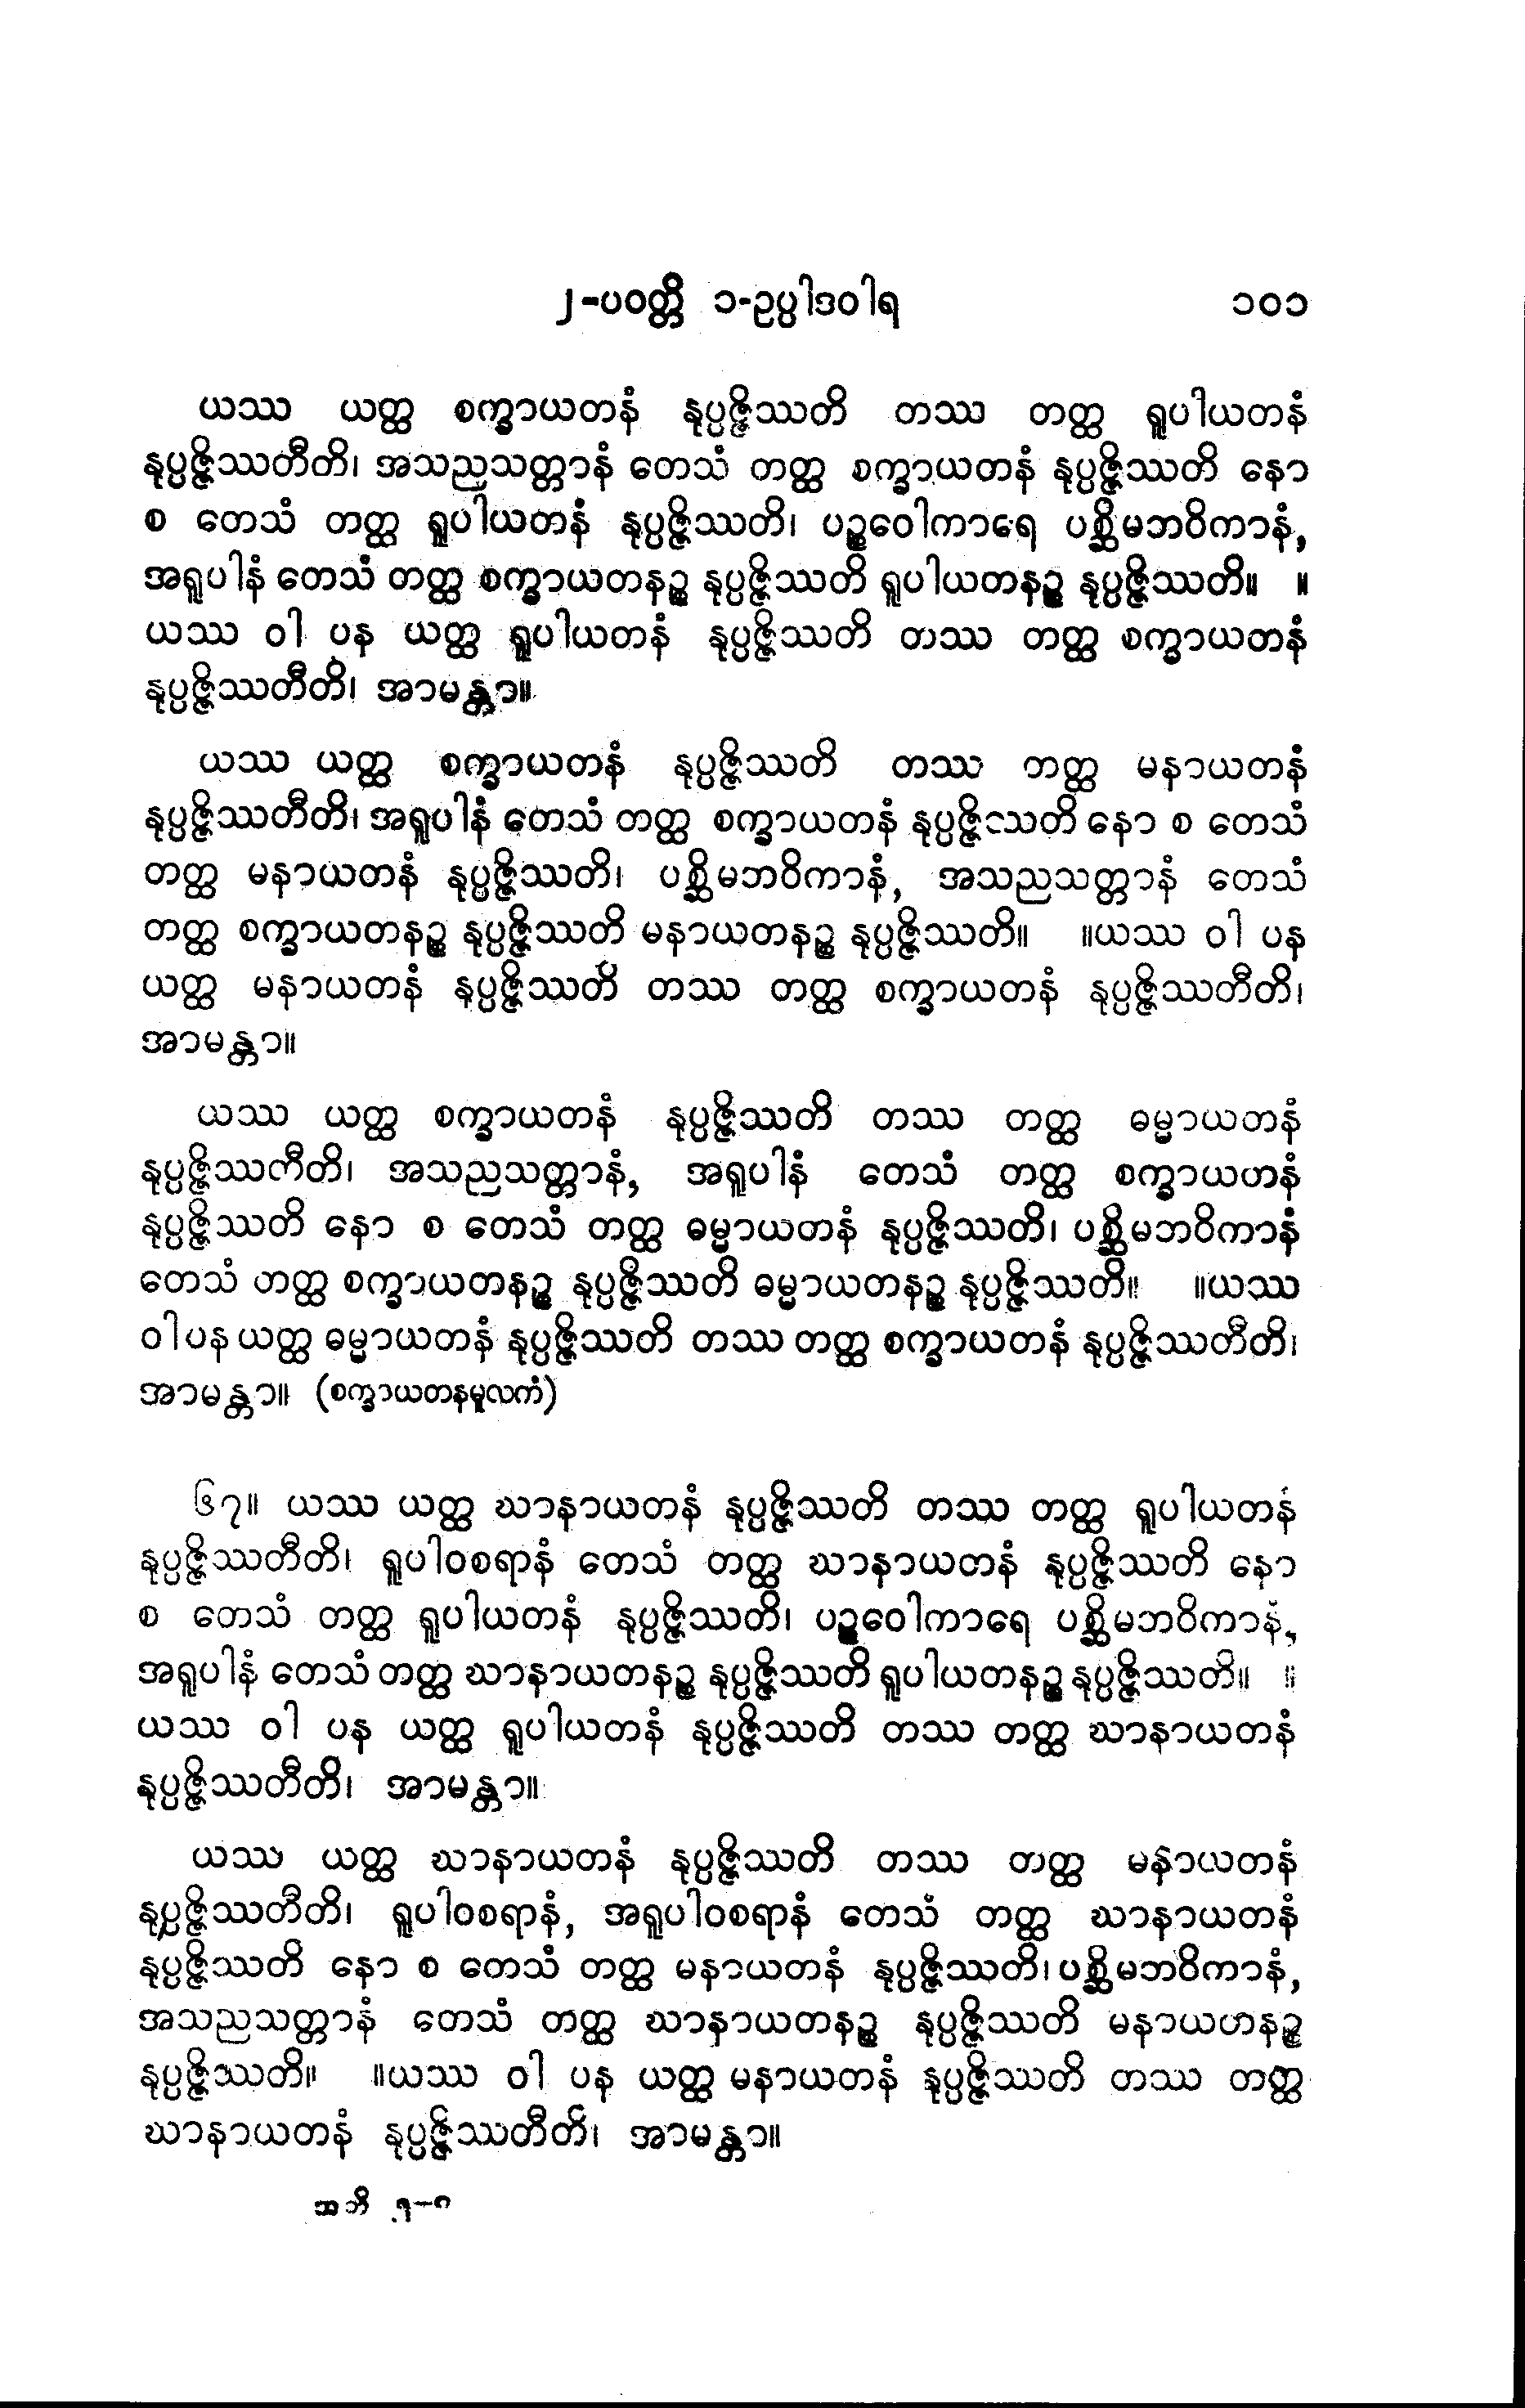 ၂-ပဝတ္တိ ၁-ဥပ္ပါဒဝါရ ၁၀၁
ယဿ ယတ္ထ စက္ခာယတနံ နုပ္ပဇ္ဇိဿတိ တဿ တတ္ထ ရူပါယတနံ
နုပ္ပဇ္ဇိဿတီတိ၊ အသညသတ္တာနံ တေသံ တတ္ထ စက္ခာယတနံ နုပ္ပဇ္ဇိဿတိ နော
စ တေသံ တတ္ထ ရူပါယတနံ နုပ္ပဇ္ဇိဿတိ၊ ပဉ္စဝေါကာရေ ပစ္ဆိမဘဝိကာနံ,
အရူပါနံ တေသံ တတ္ထ စက္ခာယတနဉ္စ နုပ္ပဇ္ဇိဿတိ ရူပါယတနဉ္စ နုပ္ပဇ္ဇိဿတိ။ ။
ယဿ ဝါ ပန ယတ္ထ ရူပါယတနံ နုပ္ပဇ္ဇိဿတိ တဿ တတ္ထ စက္ခာယတနံ
နုပ္ပဇ္ဇိဿတီတိ၊ အာမန္တာ။
ယဿ ယတ္ထ စက္ခာယတနံ နုပ္ပဇ္ဇိဿတိ တဿ တတ္ထ မနာယတနံ
နုပ္ပဇ္ဇိဿတီတိ၊ အရူပါနံ တေသံ တတ္ထ စက္ခာယတနံ နုပ္ပဇ္ဇိဿတိ နော စ တေသံ
တတ္ထ မနာယတနံ နုပ္ပဇ္ဇိဿတိ၊ ပစ္ဆိမဘဝိကာနံ, အသညသတ္တာနံ တေသံ
တတ္ထ စက္ခာယတနဉ္စ နုပ္ပဇ္ဇိဿတိ မနာယတနဉ္စ နုပ္ပဇ္ဇိဿတိ။ ။ယဿ ဝါ ပန
ယတ္ထ မနာယတနံ နုပ္ပဇ္ဇိဿတိ တဿ တတ္ထ စက္ခာယတနံ နုပ္ပဇ္ဇိဿတီတိ၊
အာမန္တာ။
ယဿ ယတ္ထ စက္ခာယတနံ နုပ္ပဇ္ဇိဿတိ တဿ တတ္ထ ဓမ္မာယတနံ
နုပ္ပဇ္ဇိဿတီတိ၊ အသညသတ္တာနံ, အရူပါနံ တေသံ တတ္ထ စက္ခာယတနံ
နုပ္ပဇ္ဇိဿတိ နော စ တေသံ တတ္ထ ဓမ္မာယတနံ နုပ္ပဇ္ဇိဿတိ၊ ပစ္ဆိမဘဝိကာနံ
တေသံ တတ္ထ စက္ခာယတနဉ္စ နုပ္ပဇ္ဇိဿတိ ဓမ္မာယတနဉ္စ နုပ္ပဇ္ဇိဿတိ။ ။ယဿ
ဝါ ပန ယတ္ထ ဓမ္မာယတနံ နုပ္ပဇ္ဇိဿတိ တဿ တတ္ထ စက္ခာယတနံ နုပ္ပဇ္ဇိဿတီတိ၊
အာမန္တာ။ (စက္ခာယတနမူလကံ)
၆၇။ ယဿ ယတ္ထ ဃာနာယတနံ နုပ္ပဇ္ဇိဿတိ တဿ တတ္ထ ရူပါယတနံ
နုပ္ပဇ္ဇိဿတီတိ၊ ရူပါဝစရာနံ တေသံ တတ္ထ ဃာနာယတနံ နုပ္ပဇ္ဇိဿတိ နော
စ တေသံ တတ္ထ ရူပါယတနံ နုပ္ပဇ္ဇိဿတိ၊ ပဉ္စဝေါကာရေ ပစ္ဆိမဘဝိကာနံ,
အရူပါနံ တေသံ တတ္ထ ဃာနာယတနဉ္စ နုပ္ပဇ္ဇိဿတိ ရူပါယတနဉ္စ နုပ္ပဇ္ဇိဿတိ။ ။
ယဿ ဝါ ပန ယတ္ထ ရူပါယတနံ နုပ္ပဇ္ဇိဿတိ တဿ တတ္ထ ဃာနာယတနံ
နုပ္ပဇ္ဇိဿတီတိ၊ အာမန္တာ။
ယဿ ယတ္ထ ဃာနာယတနံ နုပ္ပဇ္ဇိဿတိ တဿ တတ္ထ မနာယတနံ
နုပ္ပဇ္ဇိဿတီတိ၊ ရူပါဝစရာနံ, အရူပါဝစရာနံ တေသံ တတ္ထ ဃာနာယတနံ
နုပ္ပဇ္ဇိဿတိ နော စ တေသံ တတ္ထ မနာယတနံ နုပ္ပဇ္ဇိဿတိ၊ ပစ္ဆိမဘဝိကာနံ,
အသညသတ္တာနံ တေသံ တတ္ထ ဃာနာယတနဉ္စ နုပ္ပဇ္ဇိဿတိ မနာယတနဉ္စ
နုပ္ပဇ္ဇိဿတိ။ ။ယဿ ဝါ ပန ယတ္ထ မနာယတနံ နုပ္ပဇ္ဇိဿတိ တဿ တတ္ထ
ဃာနာယတနံ နုပ္ပဇ္ဇိဿတီတိ၊ အာမန္တာ။
အဘိ